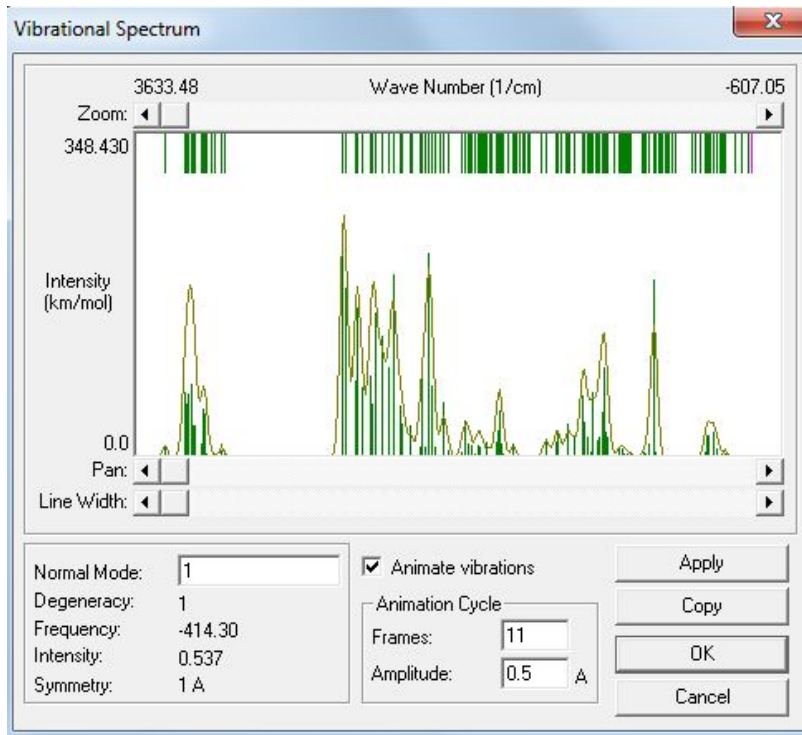 Vibrational Spectrum
3633.48 Wave Number (1/cm) -607.05
Zoom:
348.430
Intensity
(km/mol)
0.0
Pan:
Line Width:
Normal Mode: 1
Degeneracy: 1
Frequency: -414.30
Intensity: 0.537
Symmetry: 1 A
Animate vibrations
Animation Cycle
Frames: 11
Amplitude: 0.5 A
Apply
Copy
OK
Cancel